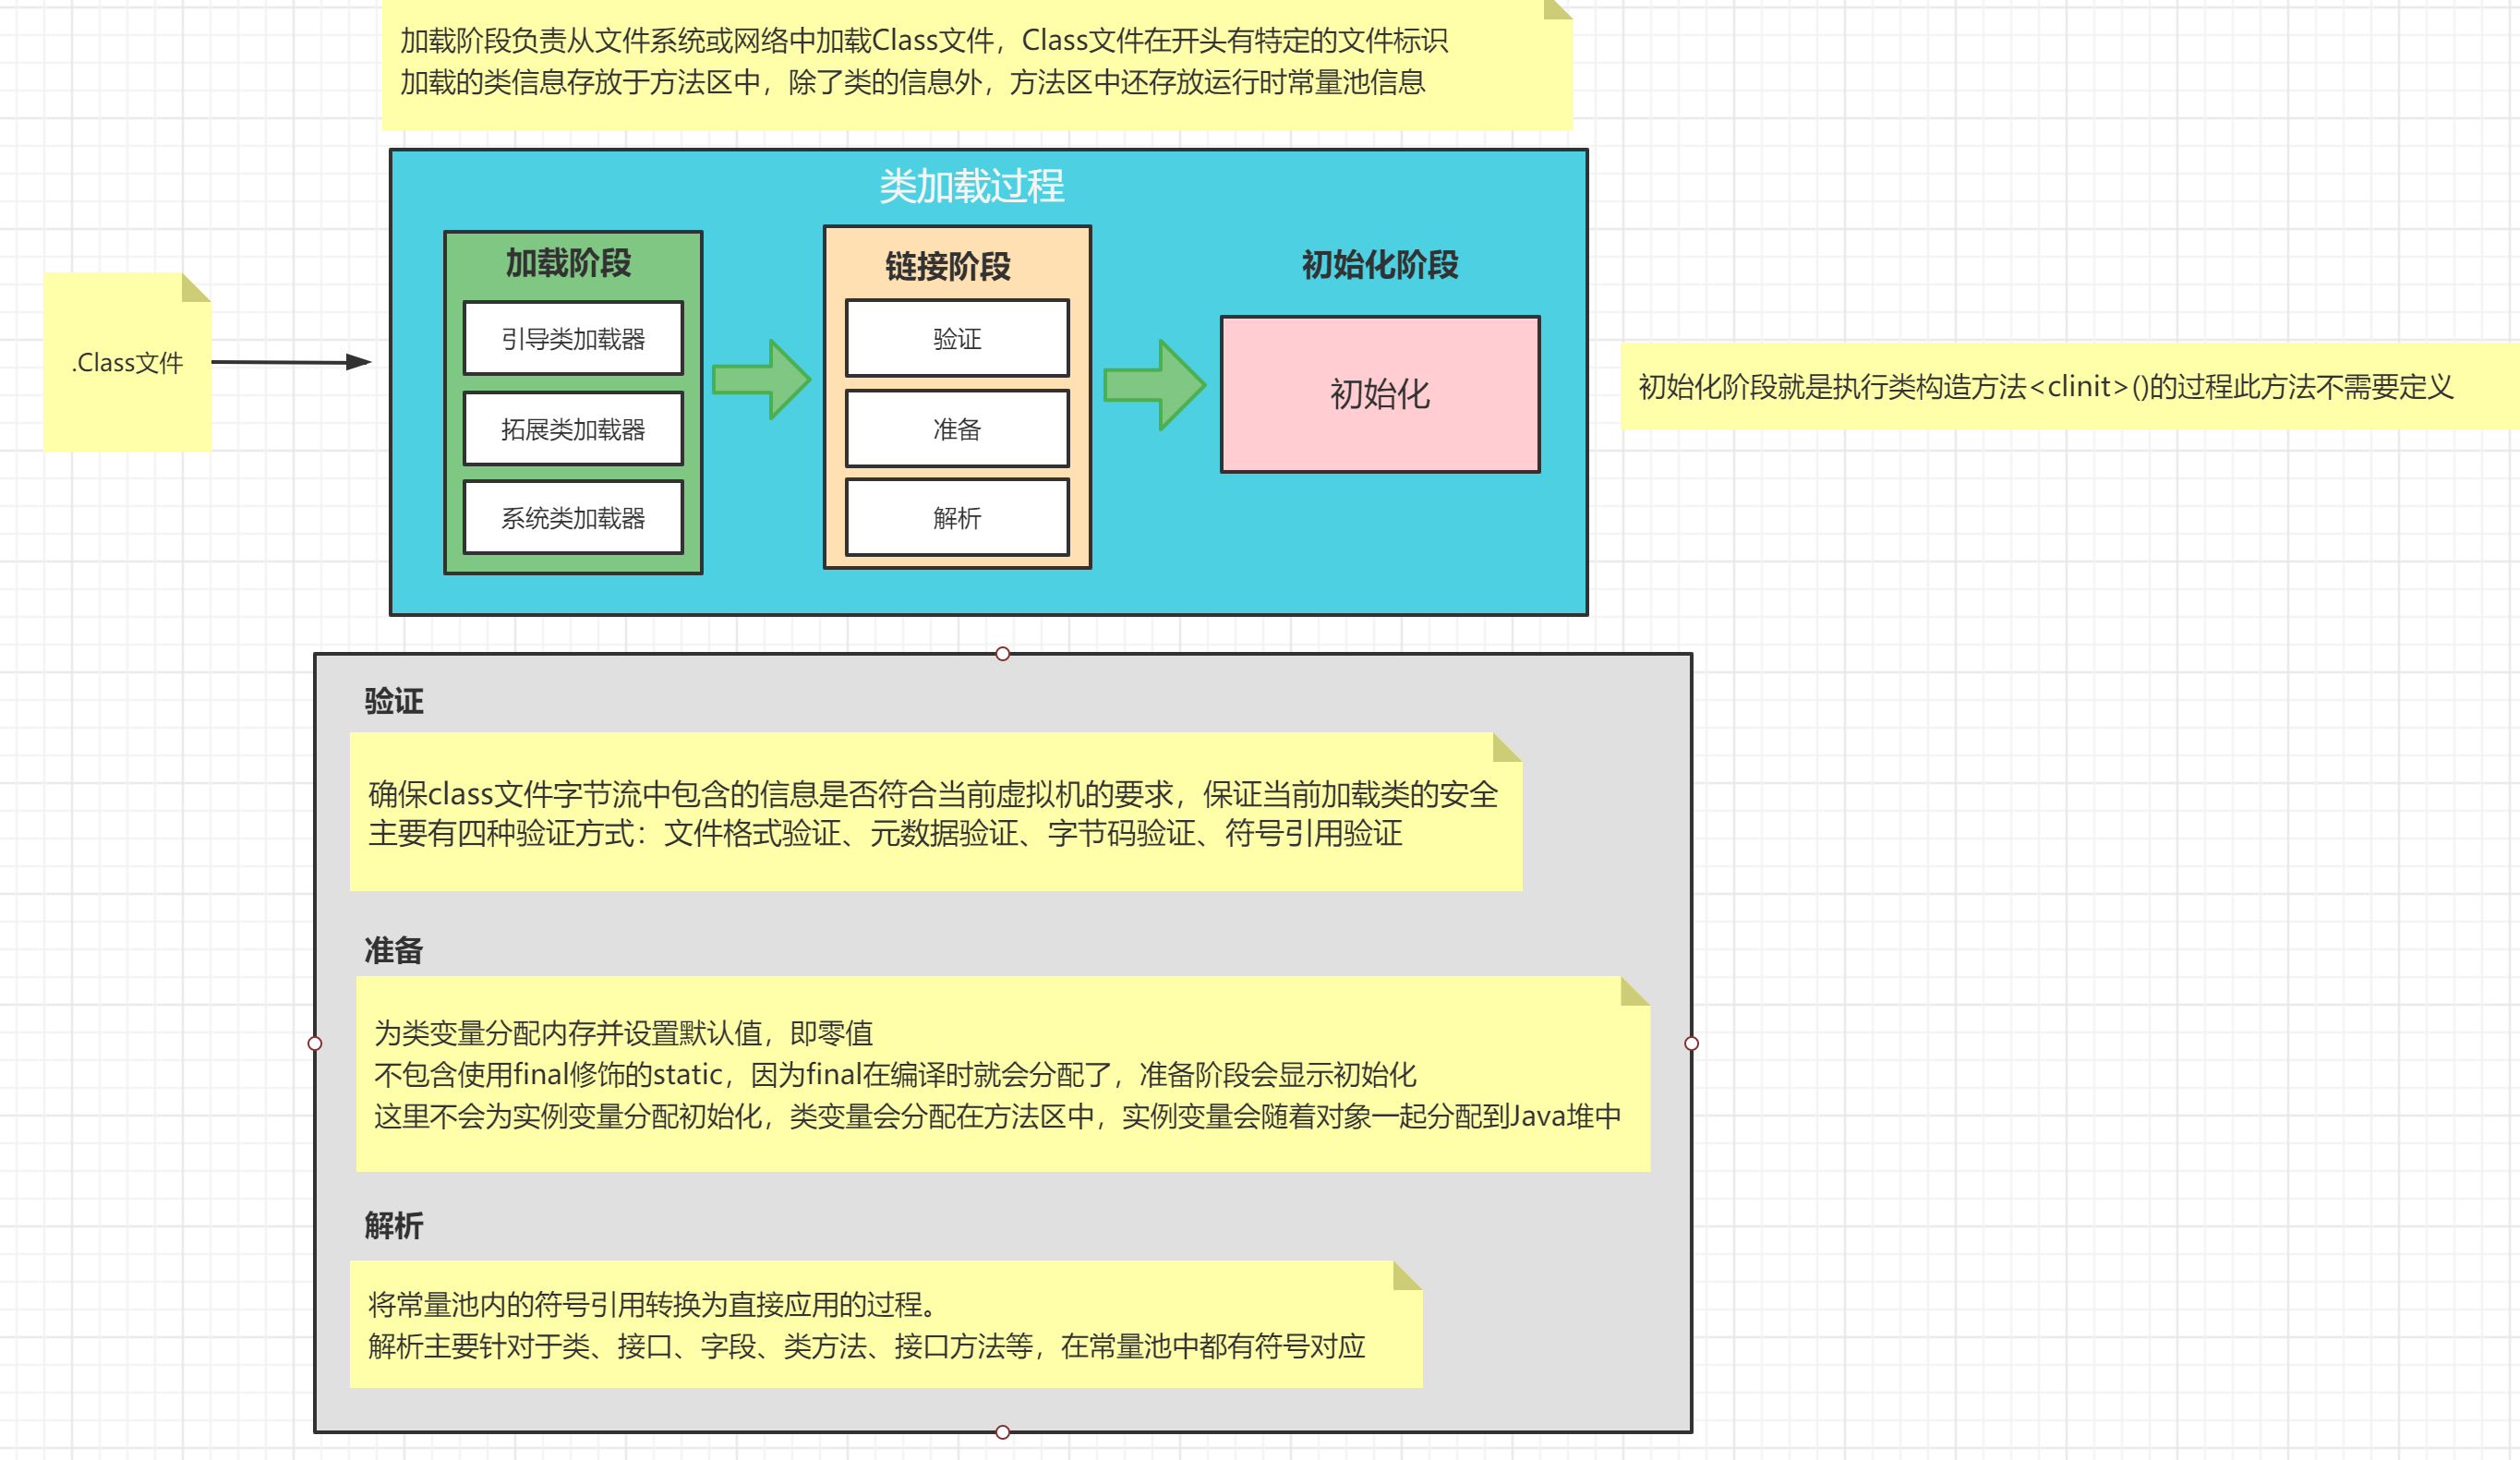 加载阶段负责从文件系统或网络中加载Class文件，Class文件在开头有特定的文件标识
加载的类信息存放于方法区中，除了类的信息外，方法区中还存放运行时常量池信息
类加载过程
.Class文件
加载阶段
引导类加载器
拓展类加载器
系统类加载器
链接阶段
验证
准备
解析
初始化阶段
初始化
初始化阶段就是执行类构造方法<clinit>()的过程此方法不需要定义
验证
确保class文件字节流中包含的信息是否符合当前虚拟机的要求，保证当前加载类的安全
主要有四种验证方式：文件格式验证、元数据验证、字节码验证、符号引用验证
准备
为类变量分配内存并设置默认值，即零值
不包含使用final修饰的static，因为final在编译时就会分配了，准备阶段会显示初始化
这里不会为实例变量分配初始化，类变量会分配在方法区中，实例变量会随着对象一起分配到Java堆中
解析
将常量池内的符号引用转换为直接应用的过程。
解析主要针对于类、接口、字段、类方法、接口方法等，在常量池中都有符号对应